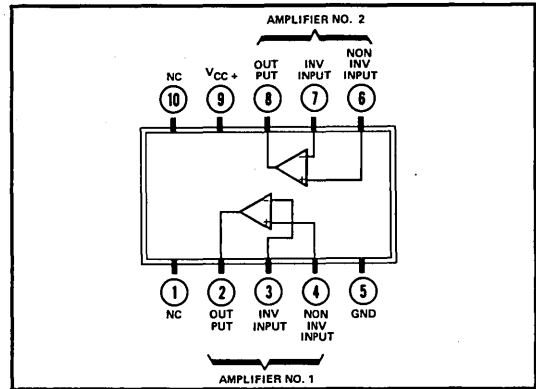 AMPLIFIER NO. 2
NON
OUT INV INV
NC VCC + PUT INPUT INPUT
10 9 8 7 6
- +
- +
1 2 3 4 5
NC OUT INV NON GND
PUT INPUT INV
INPUT
AMPLIFIER NO. 1